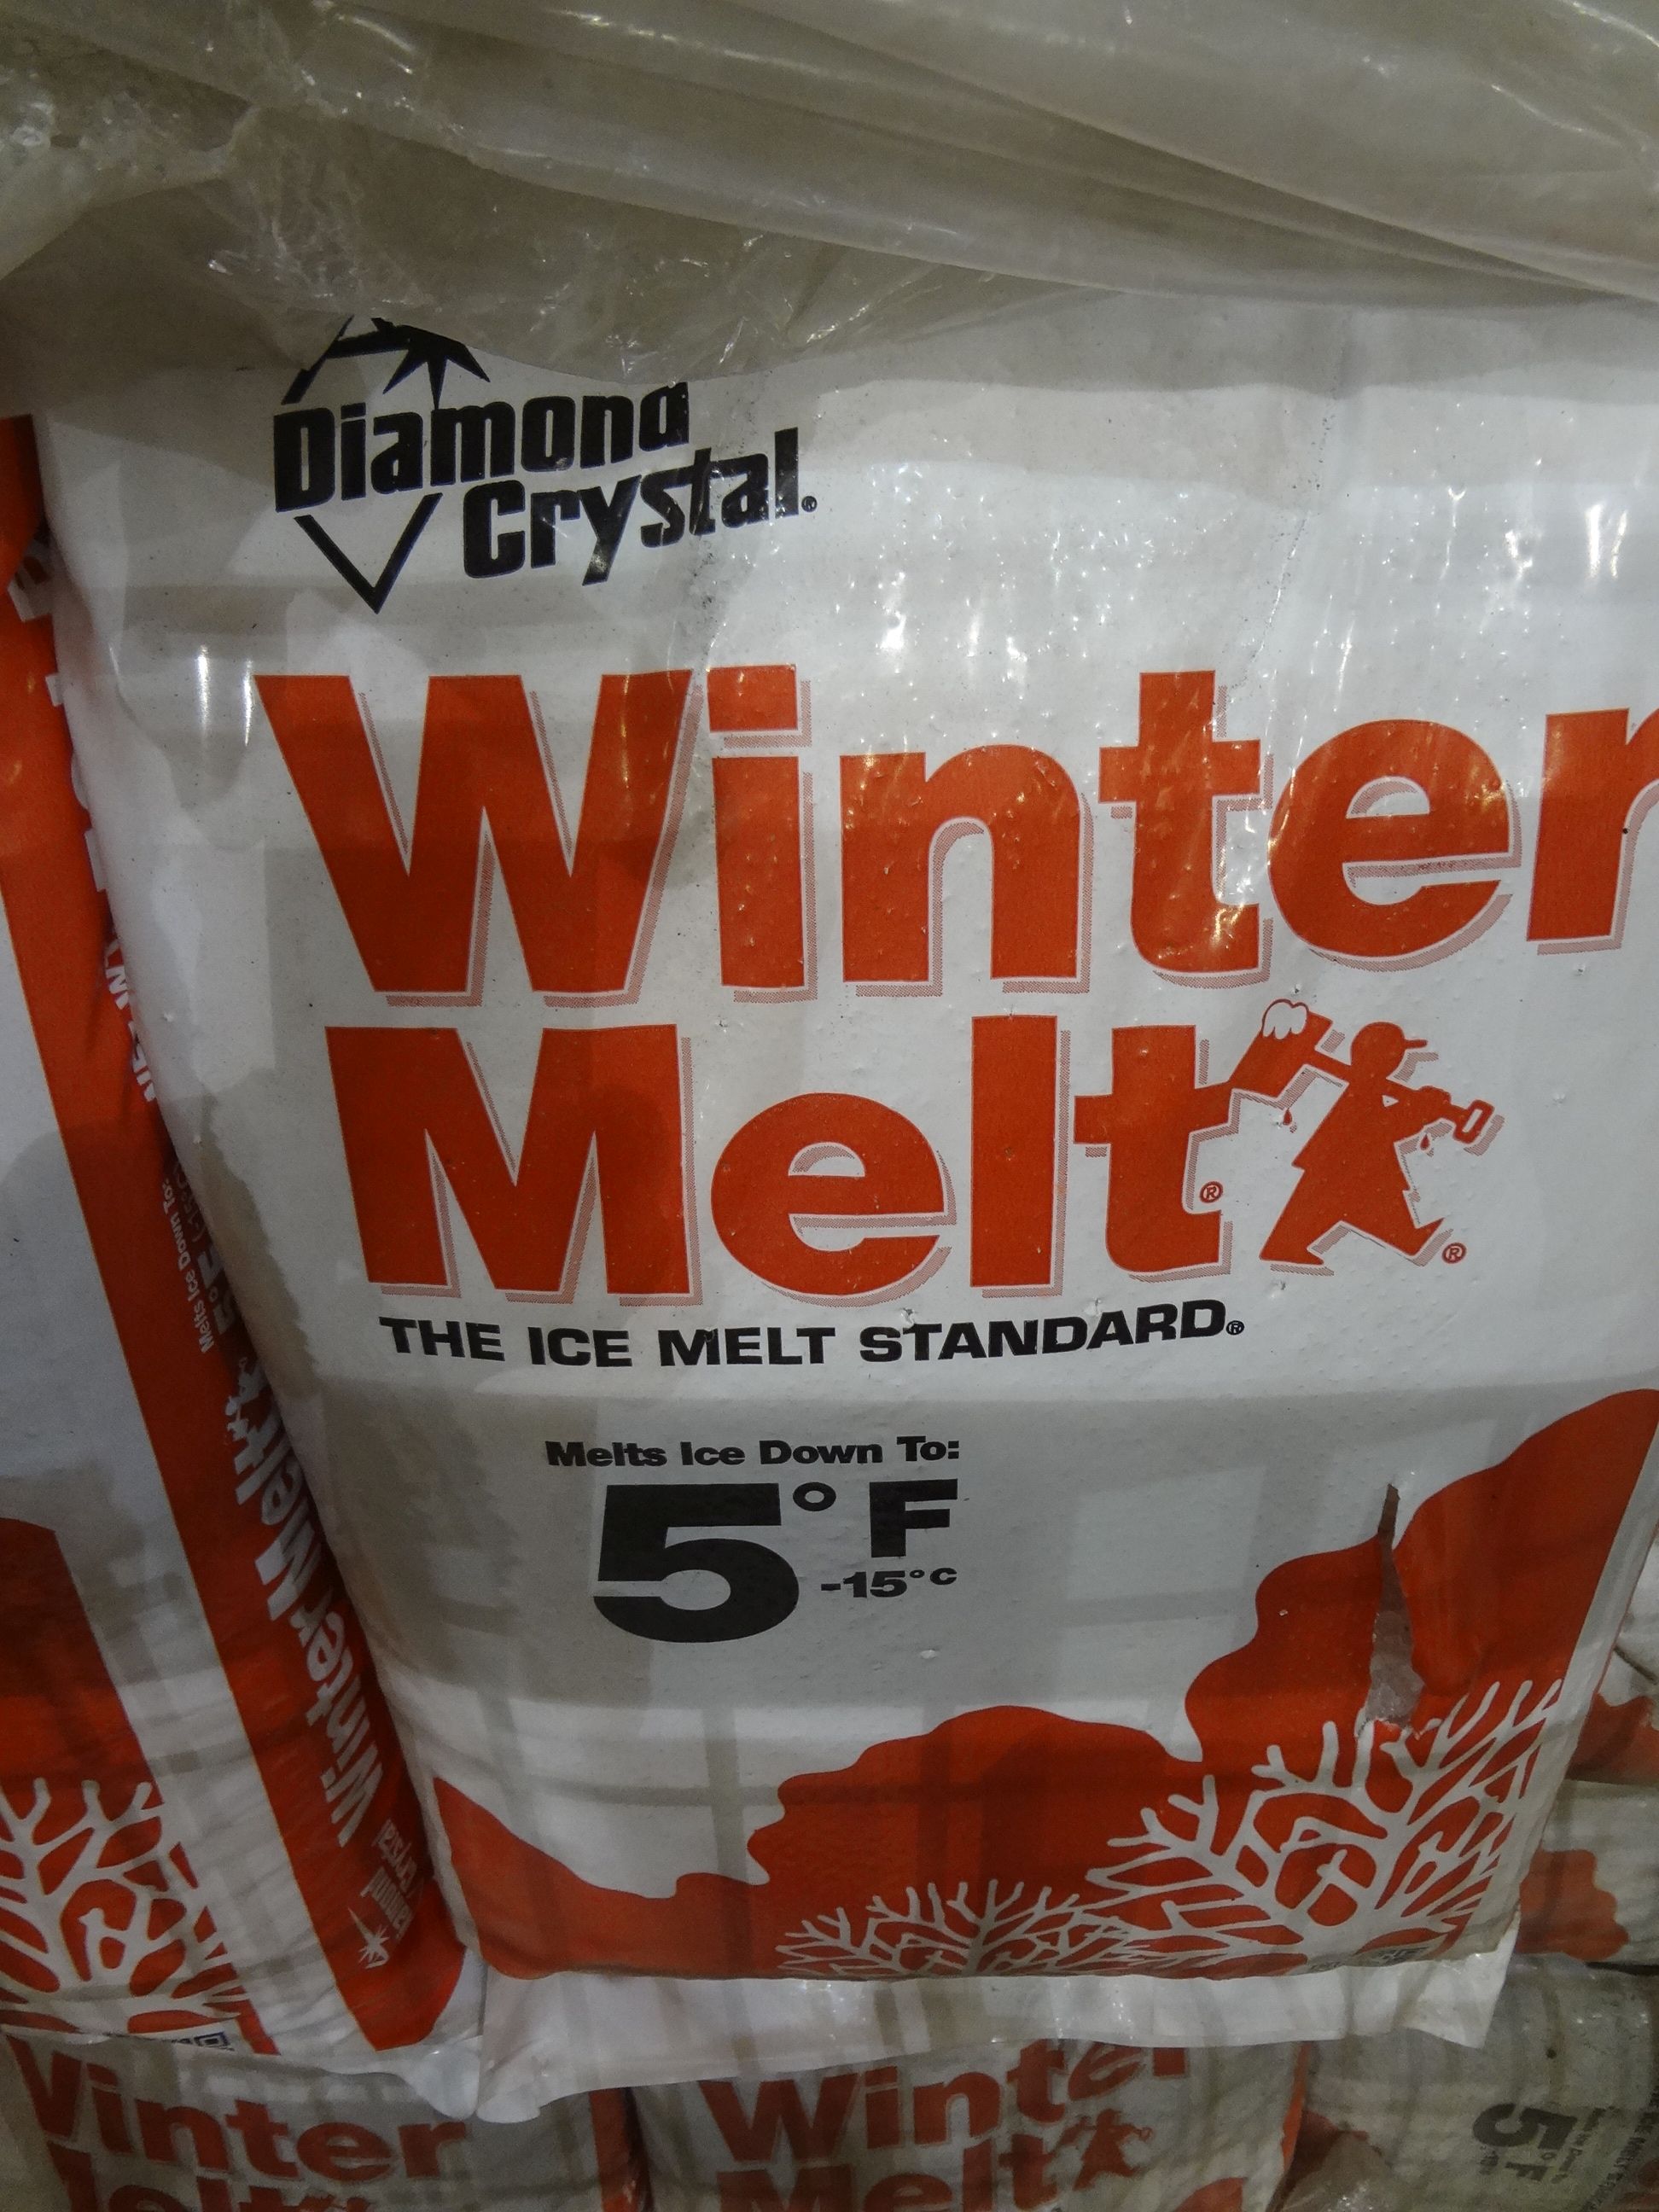 Diamond
Crystal®
Winter
Melt®
®
THE ICE MELT STANDARD®
Melts Ice Down To:
5°F
-15°C
Melts Ice Down To:
Winter Melt
Crystal
Winter
Winter
Melt
5°F